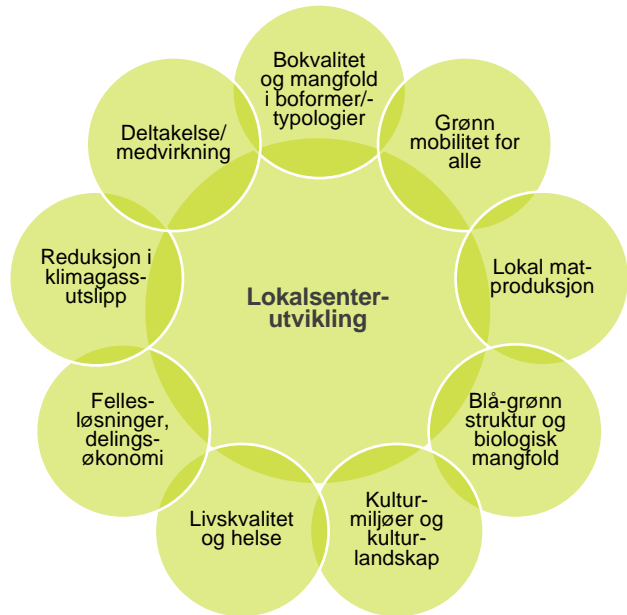 Bokvalitet
og mangfold
i boformer/-
typologier
Grønn
mobilitet for
alle
Lokal mat-
produksjon
Blå-grønn
struktur og
biologisk
mangfold
Kultur-
miljøer og
kultur-
landskap
Livskvalitet
og helse
Felles-
løsninger,
delings-
økonomi
Reduksjon i
klimagass-
utslipp
Deltakelse/
medvirkning
Lokalsenter-
utvikling